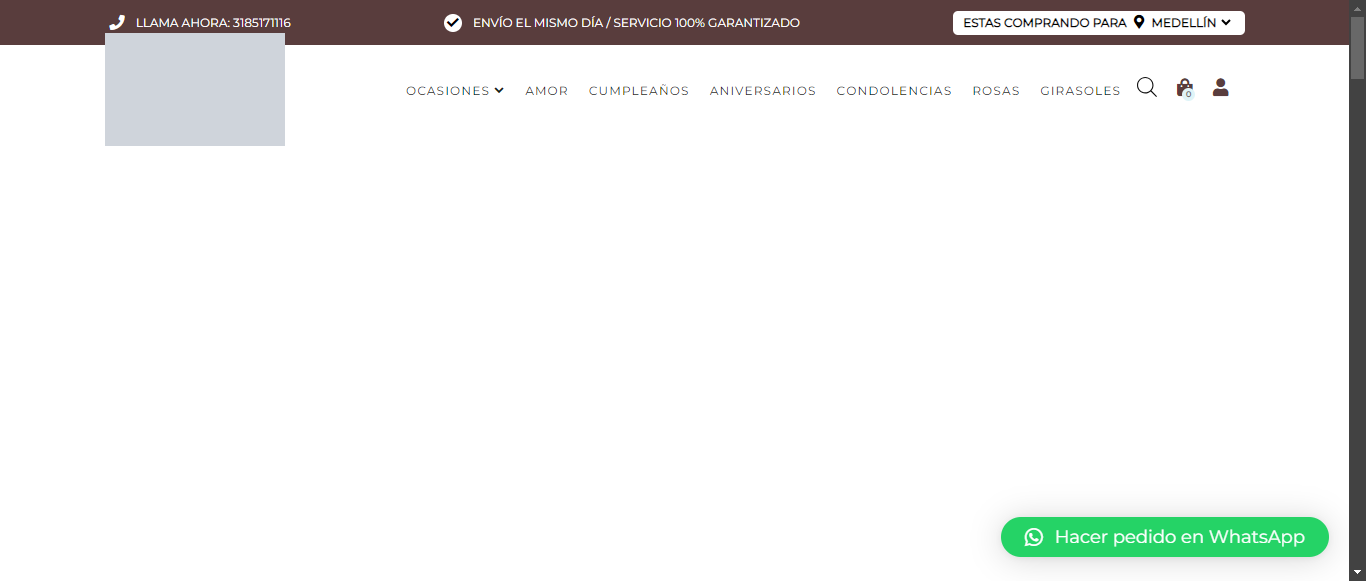 LLAMA AHORA: 3185171116
ENVÍO EL MISMO DÍA / SERVICIO 100% GARANTIZADO
ESTAS COMPRANDO PARA MEDELLÍN
OCASIONES AMOR CUMPLEAÑOS ANIVERSARIOS CONDOLENCIAS ROSAS GIRASOLES
0
Hacer pedido en WhatsApp